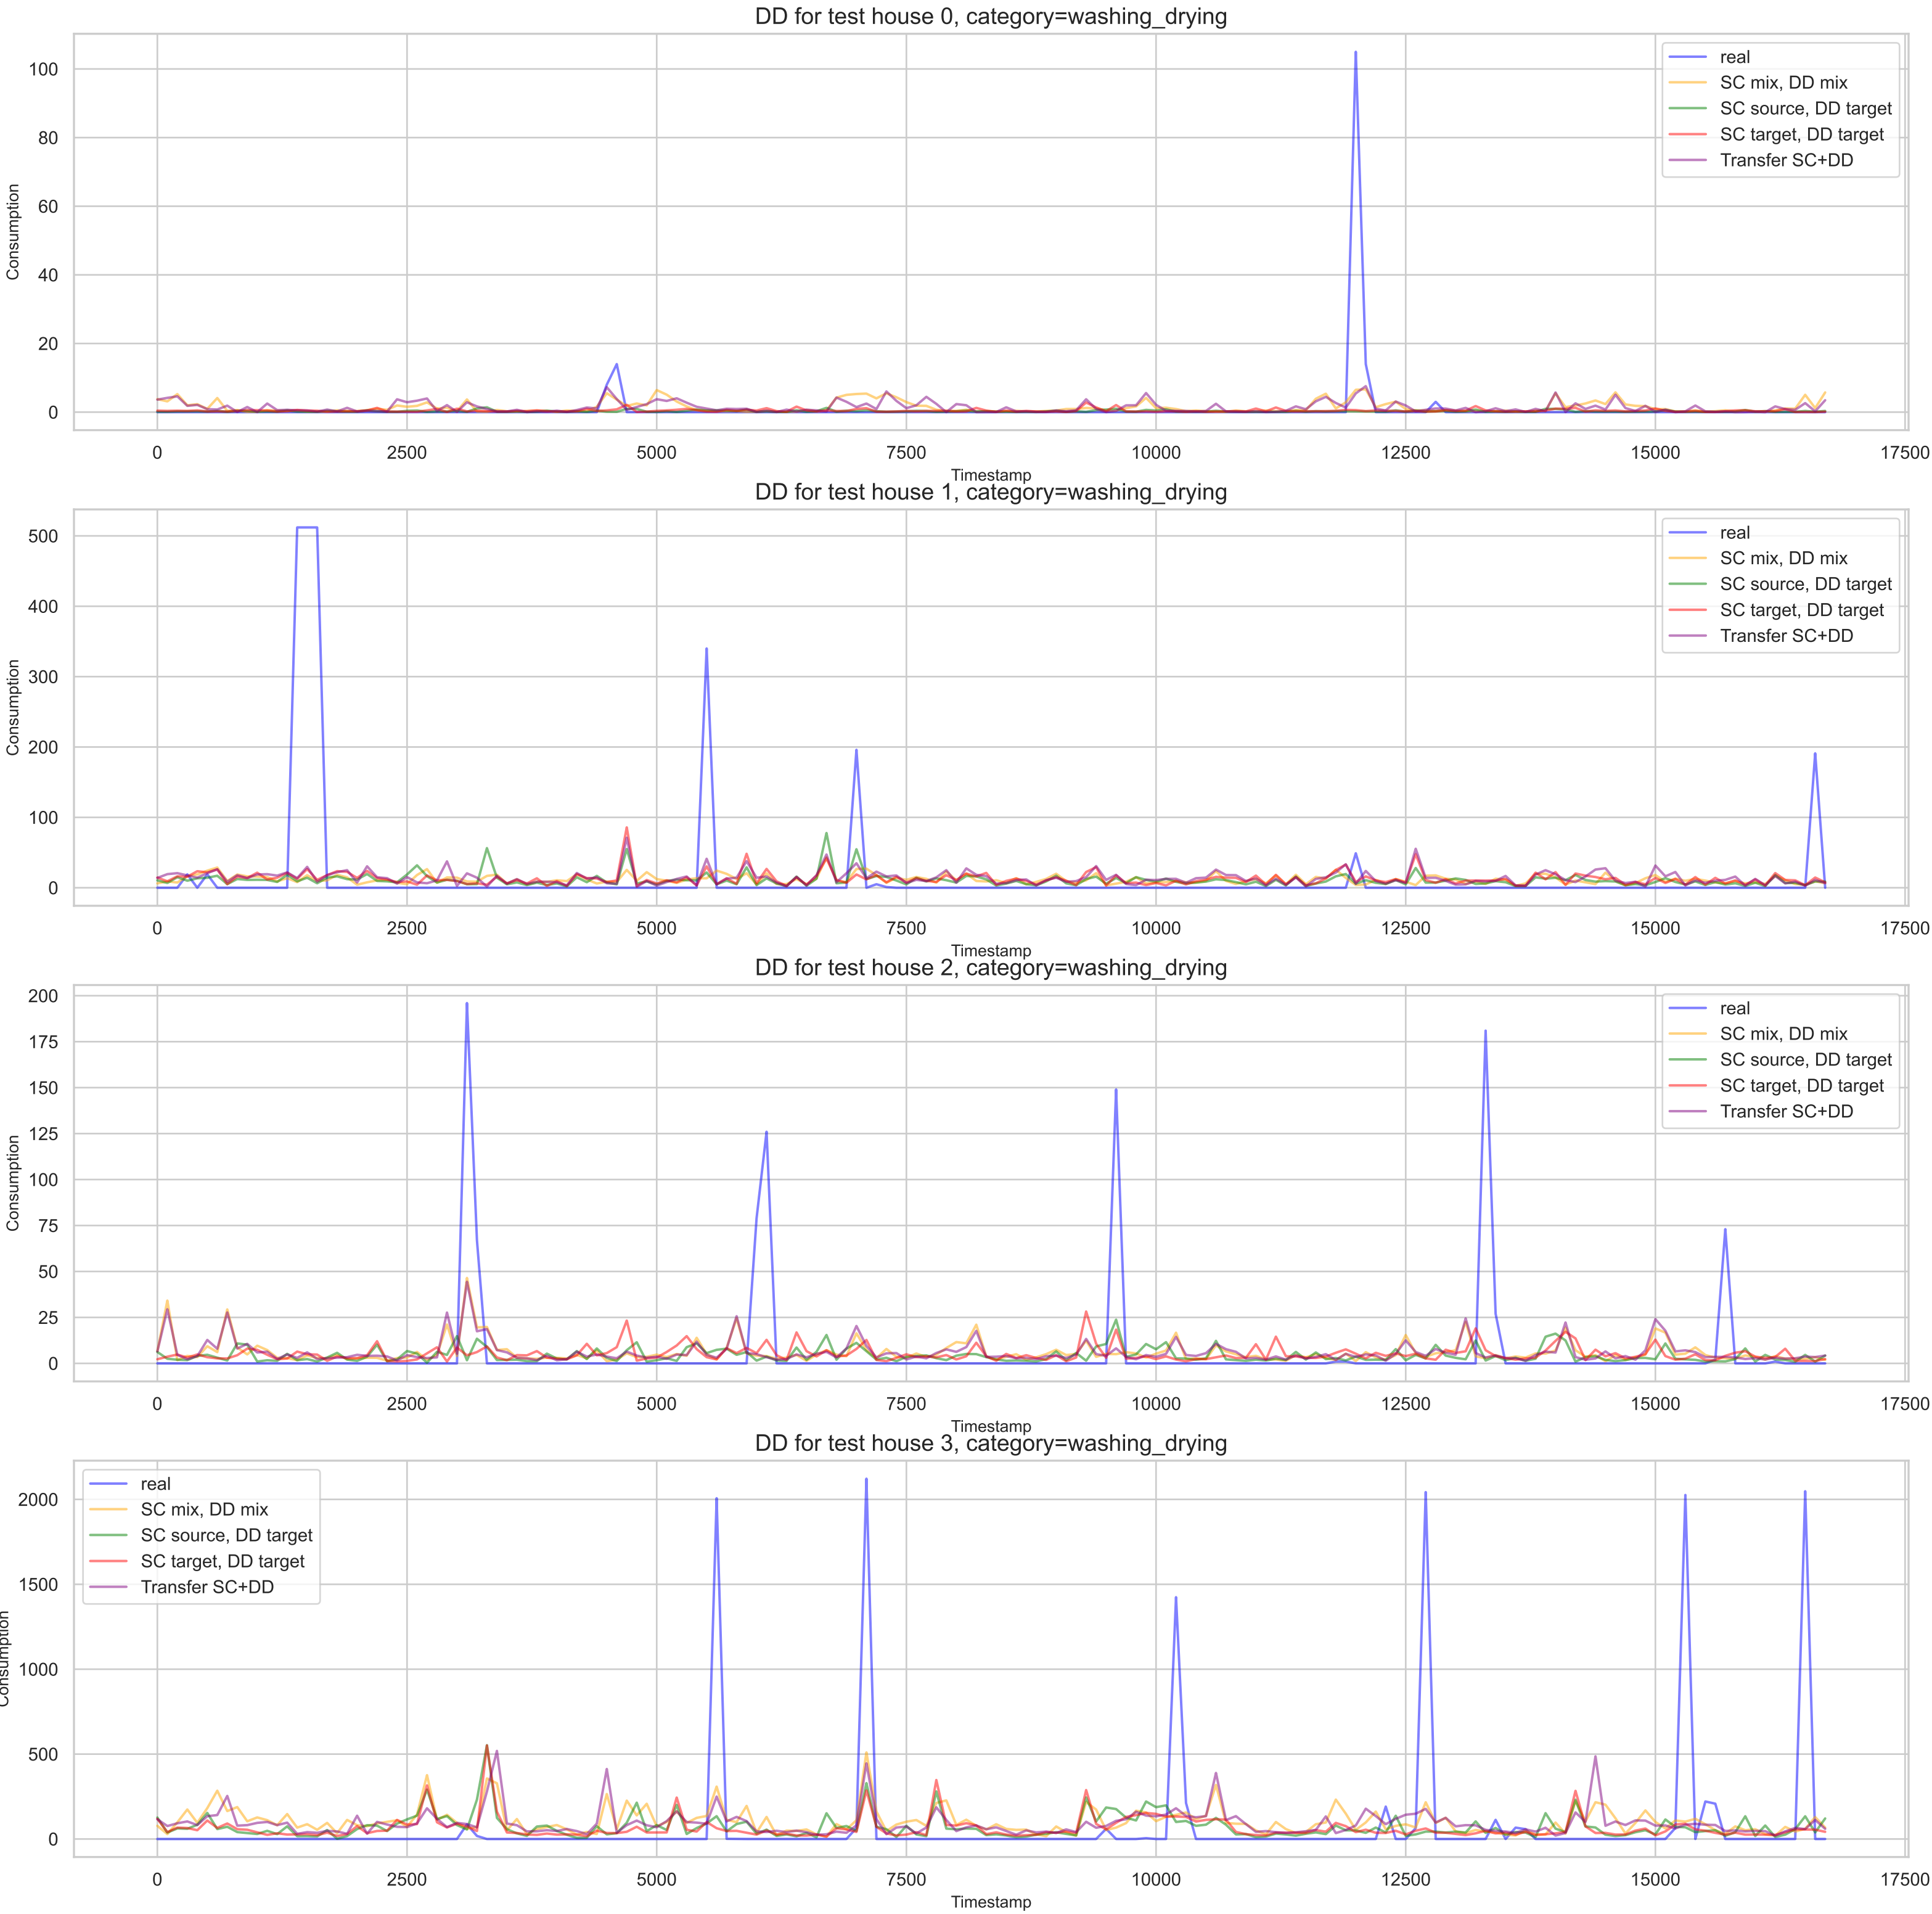 DD for test house 0, category=washing_drying
100
80
60
40
20
0
Consumption
real
SC mix, DD mix
SC source, DD target
SC target, DD target
Transfer SC+DD
0 2500 5000 7500 10000 12500 15000 17500
Timestamp
DD for test house 1, category=washing_drying
500
400
300
200
100
0
Consumption
real
SC mix, DD mix
SC source, DD target
SC target, DD target
Transfer SC+DD
0 2500 5000 7500 10000 12500 15000 17500
Timestamp
DD for test house 2, category=washing_drying
200
175
150
125
100
75
50
25
0
Consumption
real
SC mix, DD mix
SC source, DD target
SC target, DD target
Transfer SC+DD
0 2500 5000 7500 10000 12500 15000 17500
Timestamp
DD for test house 3, category=washing_drying
2000
1500
1000
500
0
Consumption
real
SC mix, DD mix
SC source, DD target
SC target, DD target
Transfer SC+DD
0 2500 5000 7500 10000 12500 15000 17500
Timestamp